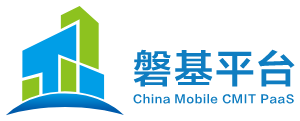 磐基平台
China Mobile CMIT PaaS